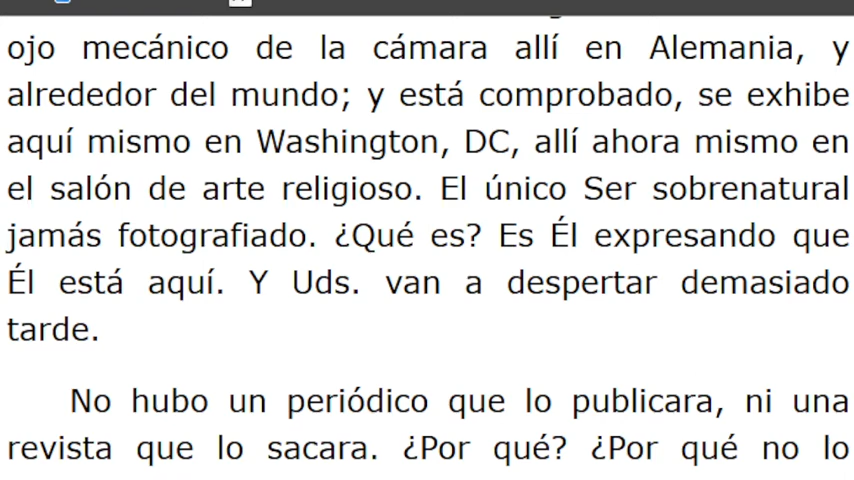 ojo mecánico de la cámara allí en Alemania, y
alrededor del mundo; y está comprobado, se exhibe
aquí mismo en Washington, DC, allí ahora mismo en
el salón de arte religioso. El único Ser sobrenatural
jamás fotografiado. ¿Qué es? Es Él expresando que
Él está aquí. Y Uds. van a despertar demasiado
tarde.
No hubo un periódico que lo publicara, ni una
revista que lo sacara. ¿Por qué? ¿Por qué no lo